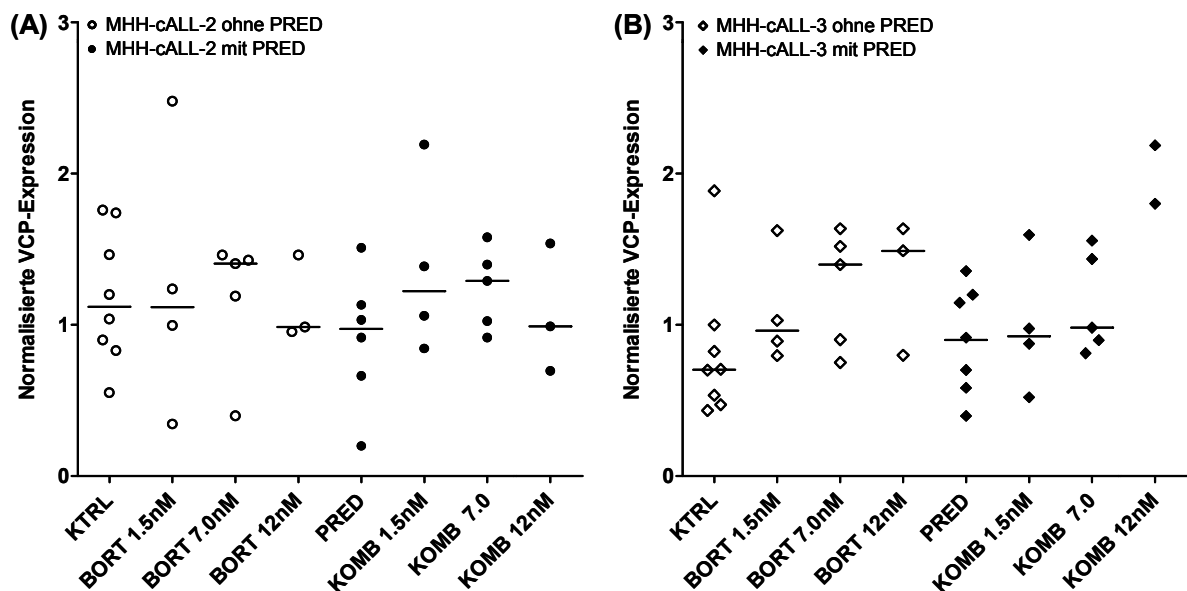 (A)
MHH-cALL-2 ohne PRED
MHH-cALL-2 mit PRED
Normalisierte VCP-Expression
3
2
1
0
KTRL
BORT 1.5nM
BORT 7.0nM
BORT 12nM
PRED
KOMB 1.5nM
KOMB 7.0
KOMB 12nM
(B)
MHH-cALL-3 ohne PRED
MHH-cALL-3 mit PRED
Normalisierte VCP-Expression
3
2
1
0
KTRL
BORT 1.5nM
BORT 7.0nM
BORT 12nM
PRED
KOMB 1.5nM
KOMB 7.0
KOMB 12nM